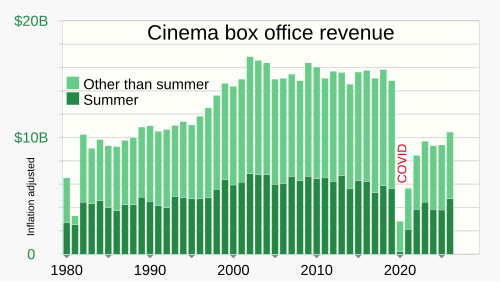 Cinema box office revenue
$20B
Other than summer
Summer
$10B
COVID
Inflation adjusted
0
1980
1990
2000
2010
2020